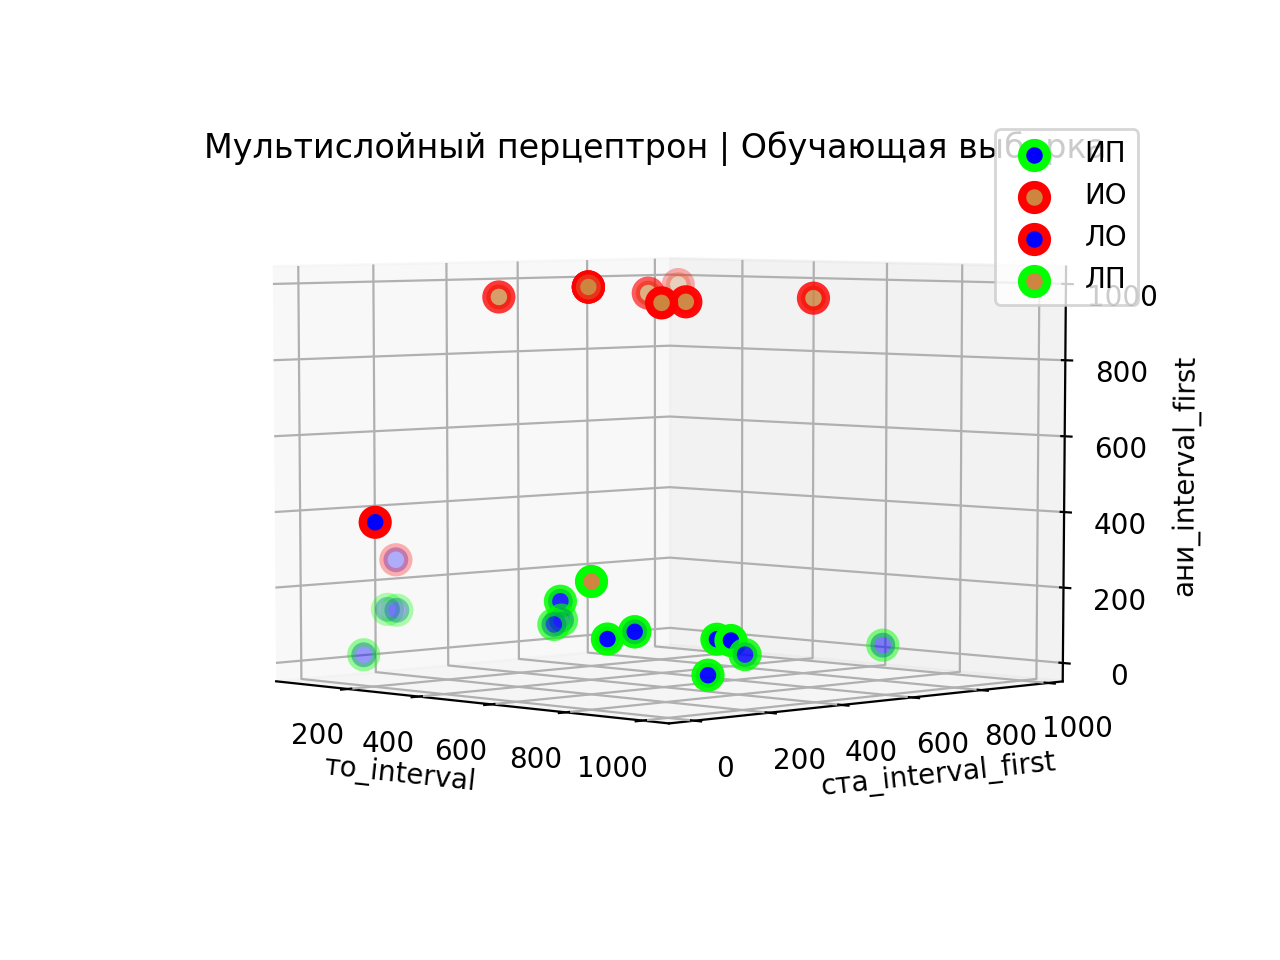 Мультислойный перцептрон | Обучающая выборка
ИП
ИО
ЛО
ЛП
1000
800
600
400
200
0
ани_interval_first
200 400 600 800 1000
то_interval
0 200 400 600 800 1000
ста_interval_first